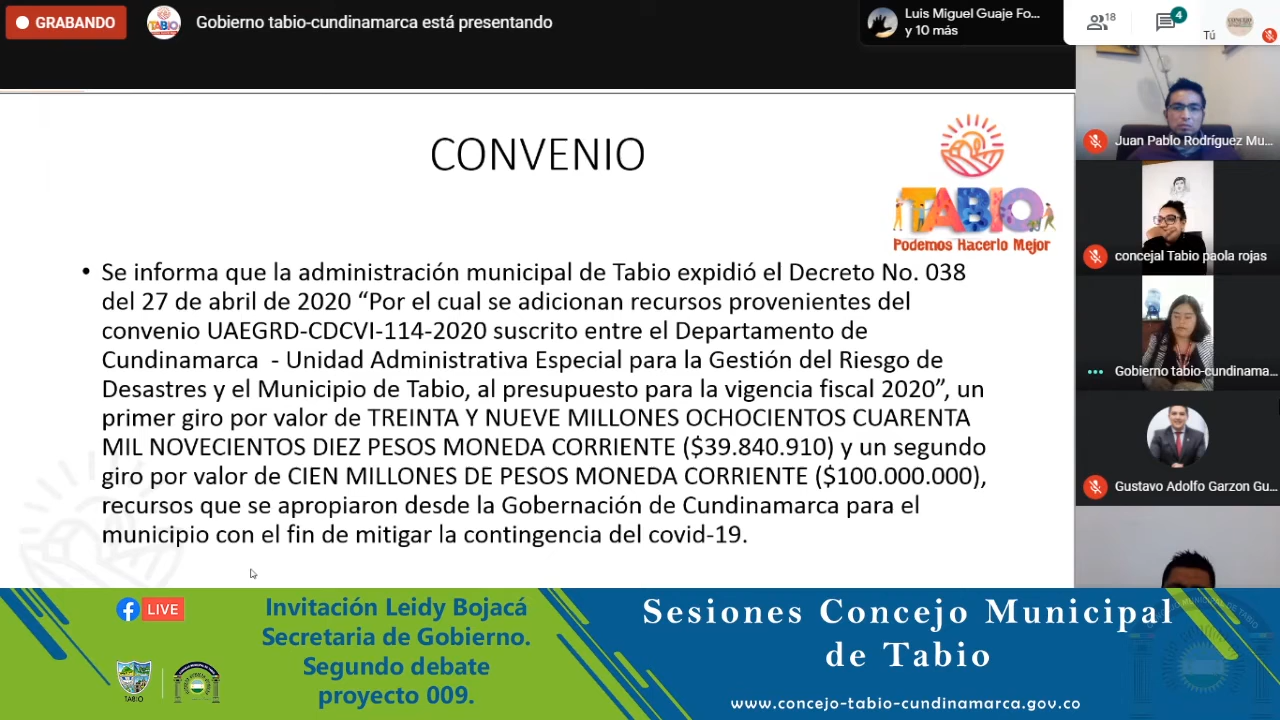 GRABANDO
Gobierno tabio-cundinamarca está presentando
Luis Miguel Guaje Fo...
y 10 más
18
4
Tú
CONVENIO
TABIO
Podemos Hacerlo Mejor
• Se informa que la administración municipal de Tabio expidió el Decreto No. 038
del 27 de abril de 2020 “Por el cual se adicionan recursos provenientes del
convenio UAEGRD-CDCVI-114-2020 suscrito entre el Departamento de
Cundinamarca - Unidad Administrativa Especial para la Gestión del Riesgo de
Desastres y el Municipio de Tabio, al presupuesto para la vigencia fiscal 2020”, un
primer giro por valor de TREINTA Y NUEVE MILLONES OCHOCIENTOS CUARENTA
MIL NOVECIENTOS DIEZ PESOS MONEDA CORRIENTE ($39.840.910) y un segundo
giro por valor de CIEN MILLONES DE PESOS MONEDA CORRIENTE ($100.000.000),
recursos que se apropiaron desde la Gobernación de Cundinamarca para el
municipio con el fin de mitigar la contingencia del covid-19.
Juan Pablo Rodríguez Mu...
concejal Tabio paola rojas
Gobierno tabio-cundinama...
Gustavo Adolfo Garzon Gu...
LIVE
TABIO
Invitación Leidy Bojacá
Secretaria de Gobierno.
Segundo debate
proyecto 009.
Sesiones Concejo Municipal
de Tabio
www.concejo-tabio-cundinamarca.gov.co